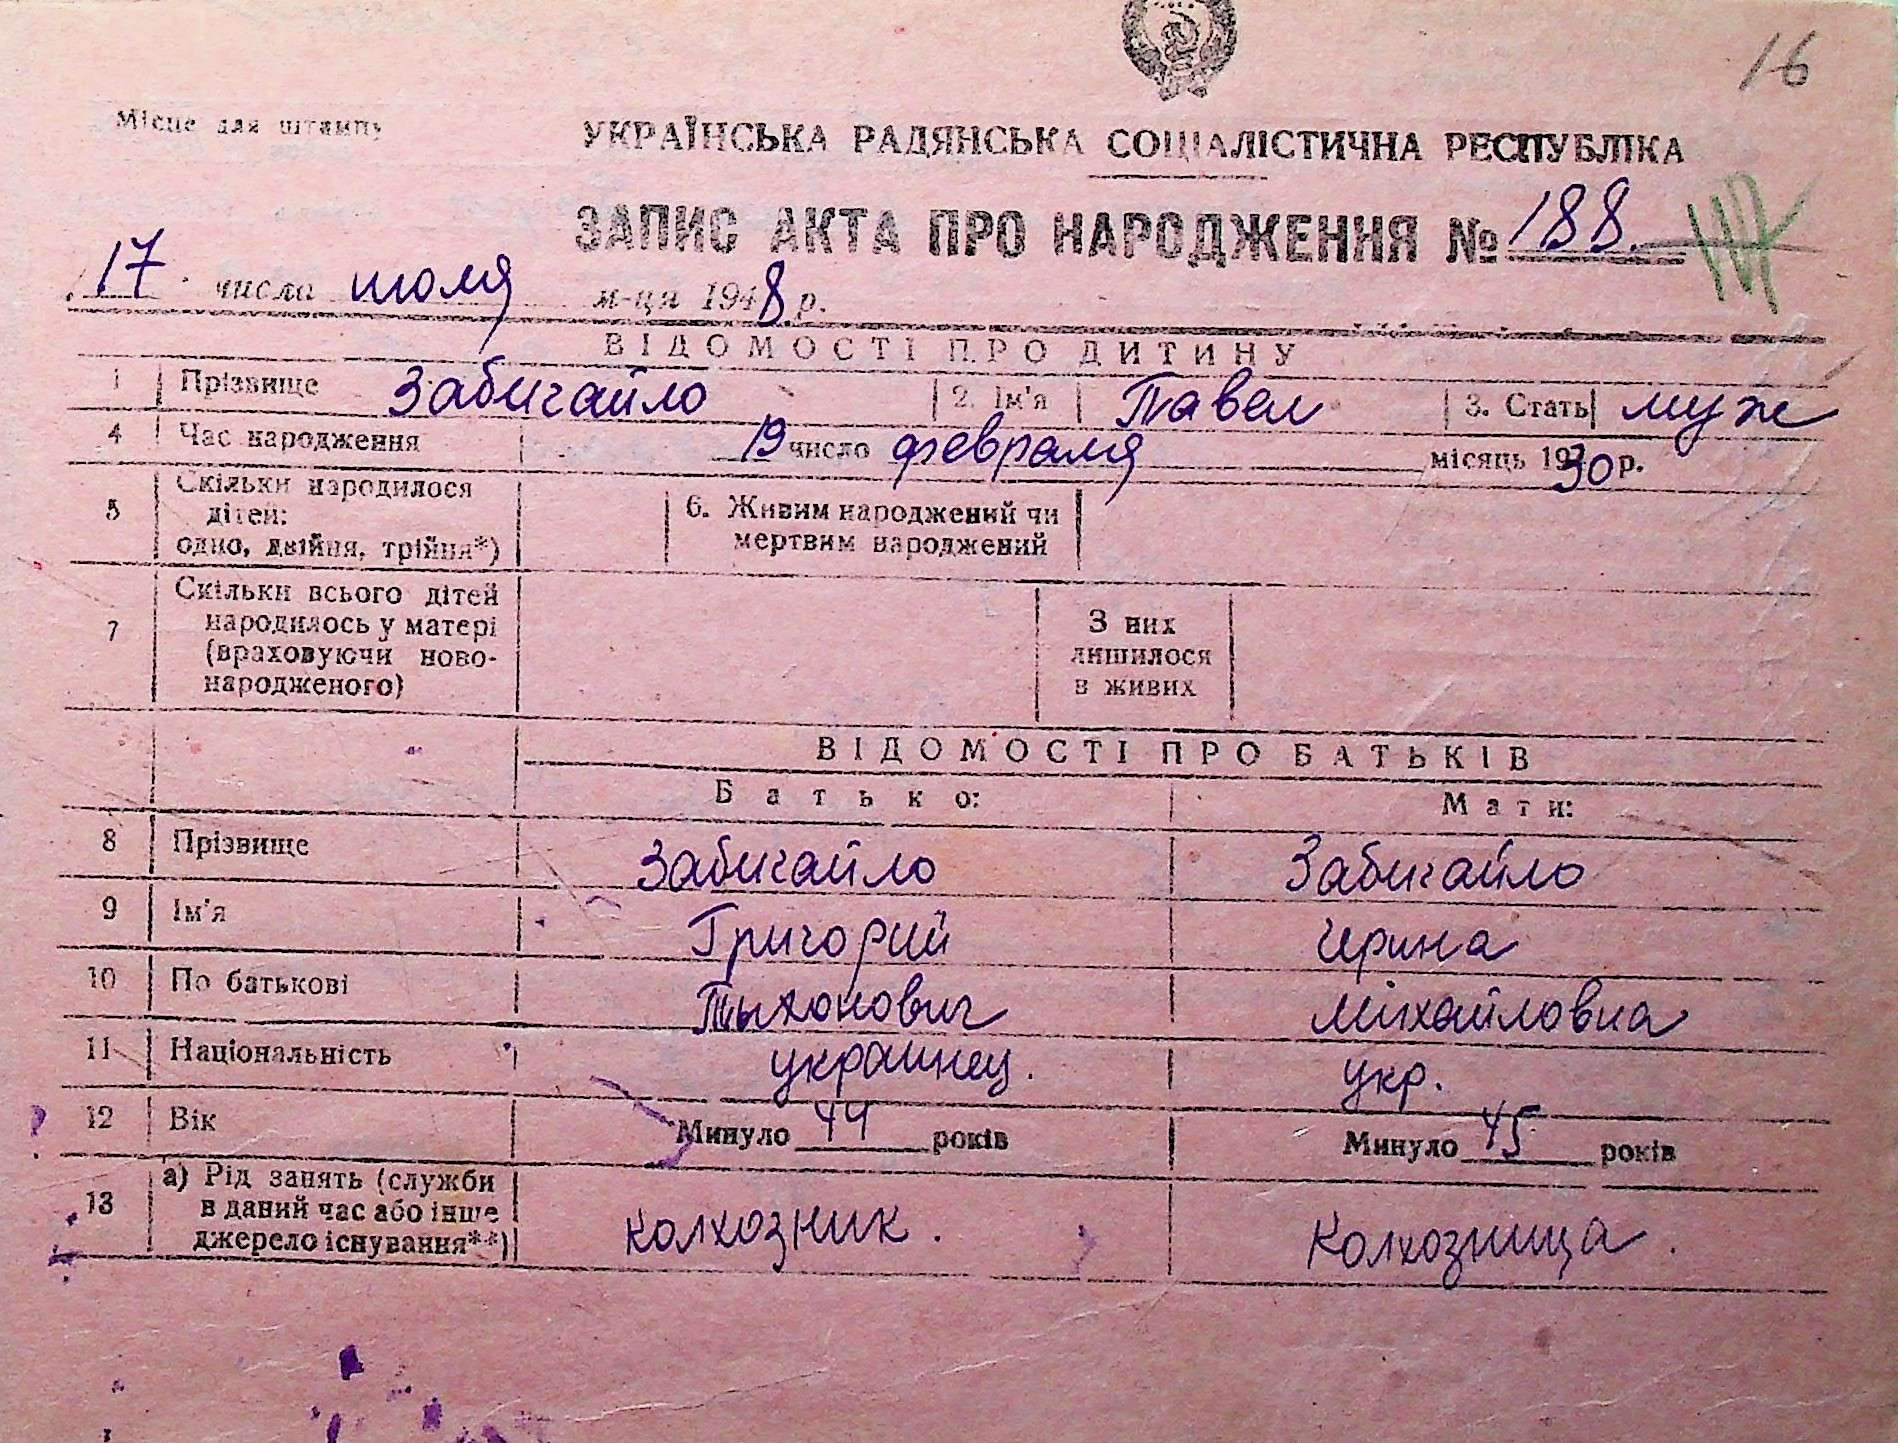 16
Місце для штампу
УКРАЇНСЬКА РАДЯНСЬКА СОЦІАЛІСТИЧНА РЕСПУБЛІКА
ЗАПИС АКТА ПРО НАРОДЖЕННЯ № 188
17 числа июля м-ця 1948 р.
ВІДОМОСТІ ПРО ДИТИНУ
1 Прізвище Забигайло 2. Ім'я Павел 3. Стать муж
4 Час народження 19 число февраля місяць 1930 р.
5 Скільки народилося
дітей:
одно, двійня, трійня*)
6. Живим народжений чи
мертвим народжений
7 Скільки всього дітей
народилось у матері
(враховуючи ново-
народженого)
З них
лишилося
в живих
ВІДОМОСТІ ПРО БАТЬКІВ
Батько: Мати:
8 Прізвище Забигайло Забигайло
9 Ім'я Григорий Ирина
10 По батькові Тыхонович Михайловна
11 Національність украинец. укр.
12 Вік Минуло 44 років Минуло 45 років
13 а) Рід занять (служби
в даний час або інше
джерело існування**)
колхозник. Колхозница.